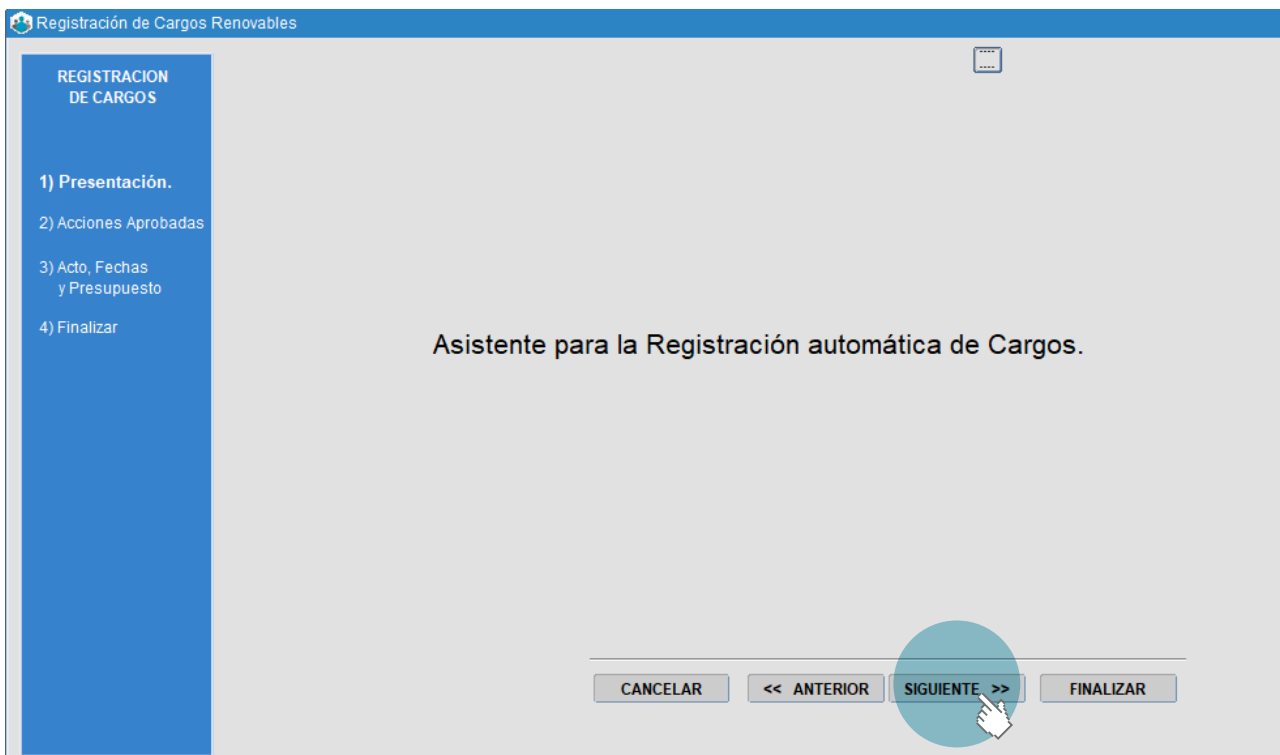 Registración de Cargos Renovables
REGISTRACION
DE CARGOS
1) Presentación.
2) Acciones Aprobadas
3) Acto, Fechas
y Presupuesto
4) Finalizar
Asistente para la Registración automática de Cargos.
CANCELAR
<< ANTERIOR
SIGUIENTE >>
FINALIZAR